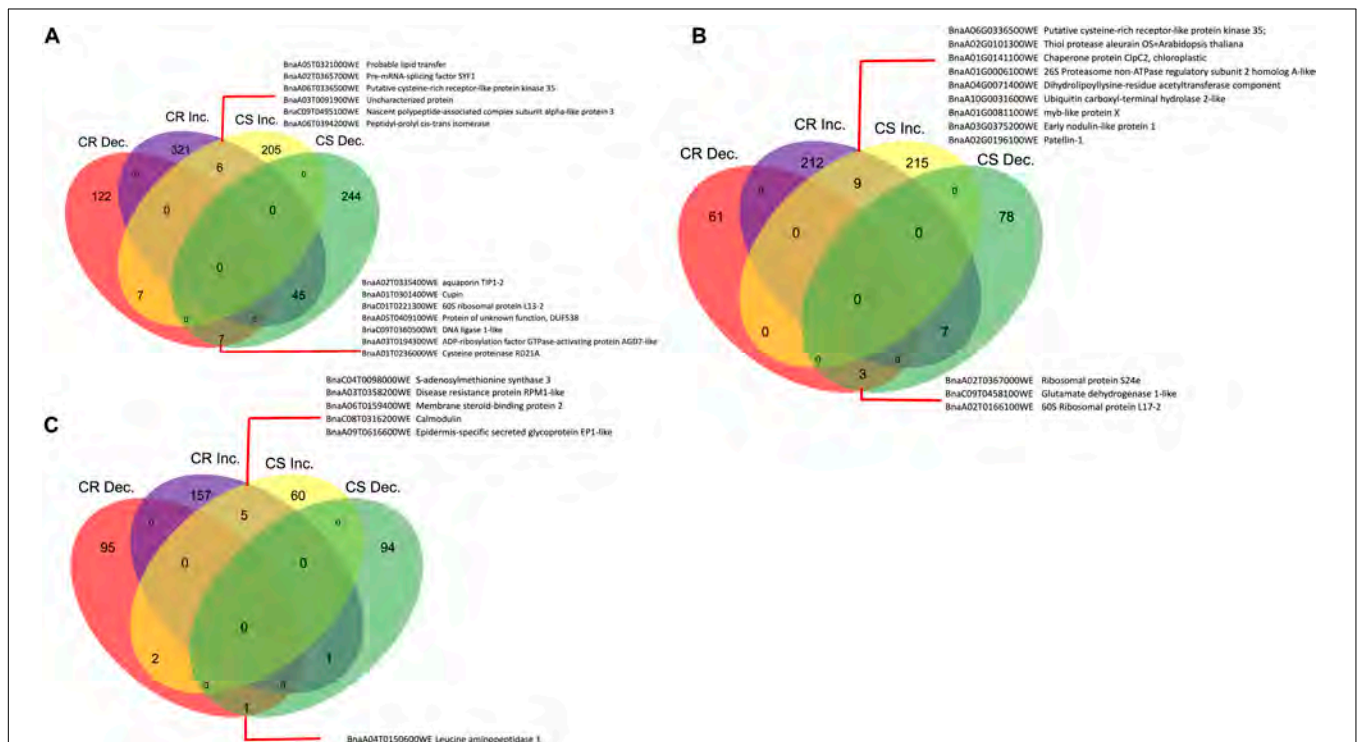 A
BnaA05T0321000WE Probable lipid transfer
BnaA02T0365700WE Pre-mRNA-splicing factor SYF1
BnaA06T0336500WE Putative cysteine-rich receptor-like protein kinase 35
BnaA03T0091900WE Uncharacterized protein
BnaC09T0495100WE Nascent polypeptide-associated complex subunit alpha-like protein 3
BnaA06T0394200WE Peptidyl-prolyl cis-trans isomerase
CR Dec.
CR Inc.
CS Inc.
CS Dec.
321
205
6
0
0
122
244
0
0
0
7
45
0
0
7
BnaA02T0335400WE aquaporin TIP1-2
BnaA01T0301400WE Cupin
BnaC01T0221300WE 60S ribosomal protein L13-2
BnaA05T0409100WE Protein of unknown function, DUF538
BnaC09T0360500WE DNA ligase 1-like
BnaA03T0194300WE ADP-ribosylation factor GTPase-activating protein AGD7-like
BnaA01T0236000WE Cysteine proteinase RD21A
B
BnaA06G0336500WE Putative cysteine-rich receptor-like protein kinase 35;
BnaA02G0101300WE Thiol protease aleurain OS=Arabidopsis thaliana
BnaA01G0141100WE Chaperone protein ClpC2, chloroplastic
BnaA01G0006100WE 26S Proteasome non-ATPase regulatory subunit 2 homolog A-like
BnaA04G0071400WE Dihydrolipoyllysine-residue acetyltransferase component
BnaA10G0031600WE Ubiquitin carboxyl-terminal hydrolase 2-like
BnaA01G0081100WE myb-like protein X
BnaA03G0375200WE Early nodulin-like protein 1
BnaA02G0196100WE Patellin-1
CR Dec.
CR Inc.
CS Inc.
CS Dec.
212
215
9
0
0
61
78
0
0
0
0
7
0
0
3
BnaA02T0367000WE Ribosomal protein S24e
BnaC09T0458100WE Glutamate dehydrogenase 1-like
BnaA02T0166100WE 60S Ribosomal protein L17-2
C
BnaC04T0098000WE S-adenosylmethionine synthase 3
BnaA03T0358200WE Disease resistance protein RPM1-like
BnaA06T0159400WE Membrane steroid-binding protein 2
BnaC08T0316200WE Calmodulin
BnaA09T0616600WE Epidermis-specific secreted glycoprotein EP1-like
CR Dec.
CR Inc.
CS Inc.
CS Dec.
157
60
5
0
0
95
94
0
0
0
2
1
0
0
1
BnaA04T0150600WE Leucine aminopeptidase 1